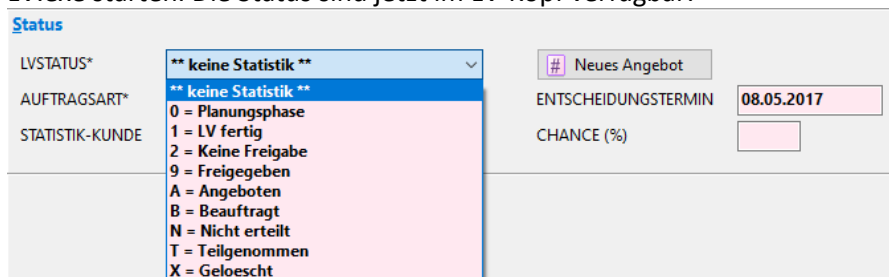 Status
LVSTATUS* ** keine Statistik ** # Neues Angebot
** keine Statistik **
AUFTRAGSART* ENTSCHEIDUNGSTERMIN 08.05.2017
0 = Planungsphase
STATISTIK-KUNDE 1 = LV fertig CHANCE (%)
2 = Keine Freigabe
9 = Freigegeben
A = Angeboten
B = Beauftragt
N = Nicht erteilt
T = Teilgenommen
X = Geloescht